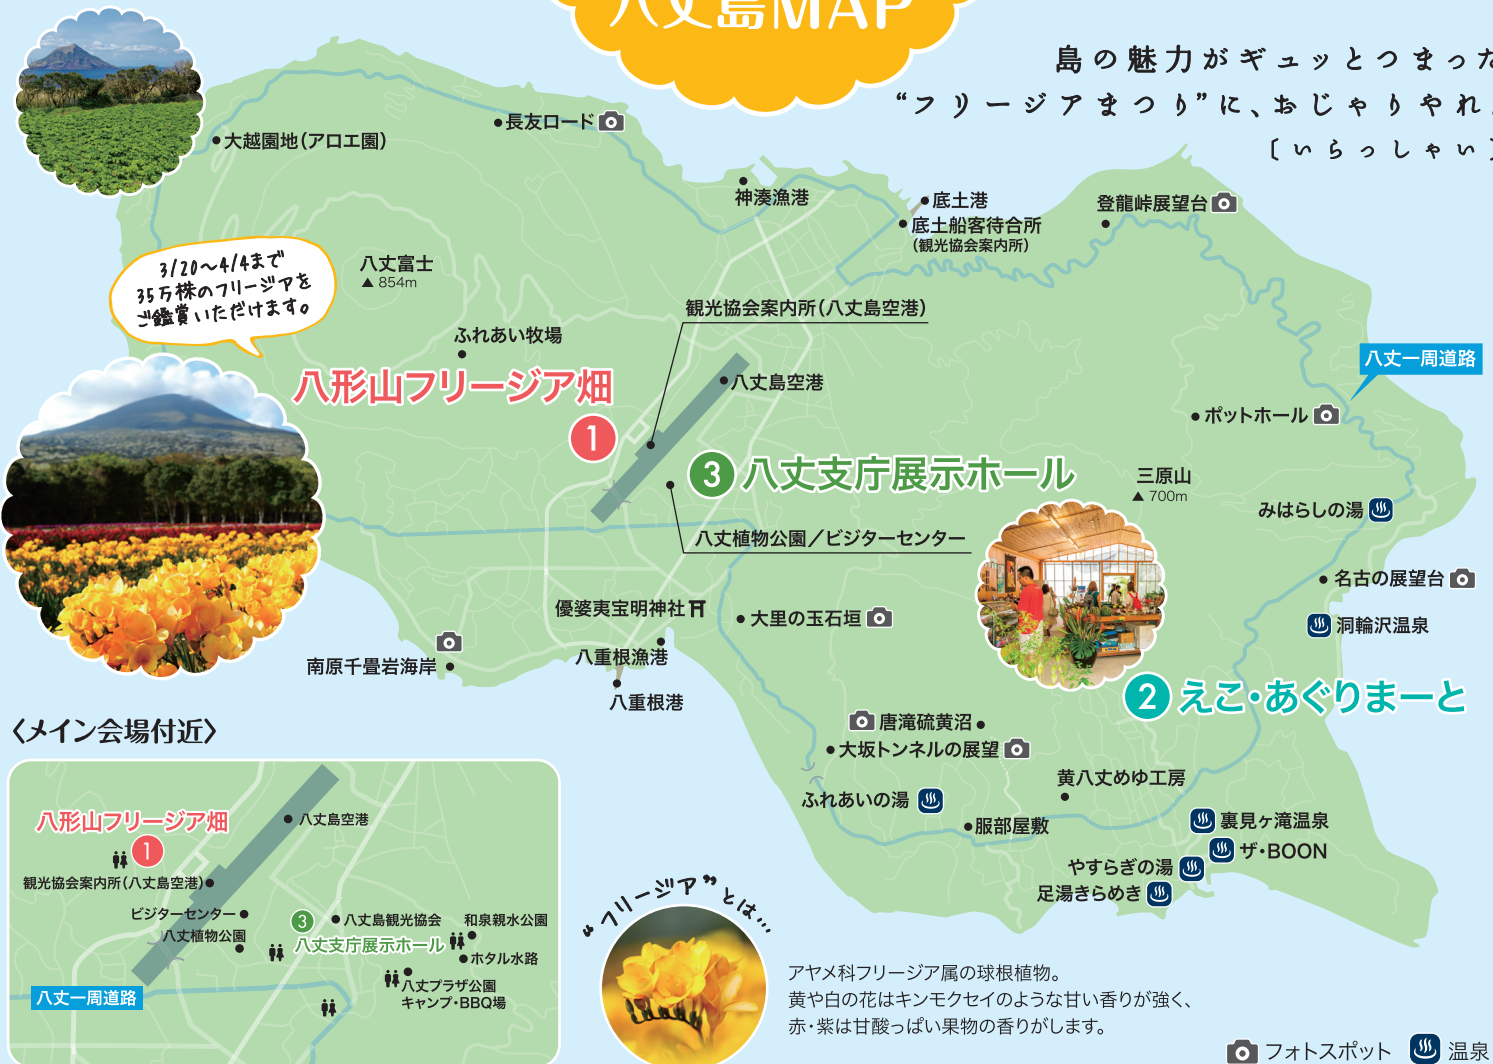 八丈島MAP
島の魅力がギュッとつまった
“フリージアまつり”に、おじゃりやれ
〔いらっしゃい〕
大越園地(アロエ園)
長友ロード
神湊漁港
底土港
底土船客待合所
(観光協会案内所)
登龍峠展望台
3/20〜4/4まで
35万株のフリージアを
ご鑑賞いただけます。
八丈富士
▲ 854m
ふれあい牧場
観光協会案内所(八丈島空港)
八形山フリージア畑
1
八丈島空港
八丈一周道路
ポットホール
3 八丈支庁展示ホール
三原山
▲ 700m
みはらしの湯
八丈植物公園／ビジターセンター
名古の展望台
優婆夷宝明神社
大里の玉石垣
洞輪沢温泉
八重根漁港
南原千畳岩海岸
八重根港
2 えこ・あぐりまーと
唐滝硫黄沼
大坂トンネルの展望
黄八丈めゆ工房
ふれあいの湯
服部屋敷
裏見ヶ滝温泉
ザ・BOON
やすらぎの湯
足湯きらめき
〈メイン会場付近〉
八形山フリージア畑
1
八丈島空港
観光協会案内所(八丈島空港)
ビジターセンター
八丈植物公園
3
八丈島観光協会
和泉親水公園
八丈支庁展示ホール
ホタル水路
八丈プラザ公園
キャンプ・BBQ場
八丈一周道路
“フリージア”とは…
アヤメ科フリージア属の球根植物。
黄や白の花はキンモクセイのような甘い香りが強く、
赤・紫は甘酸っぱい果物の香りがします。
フォトスポット
温泉